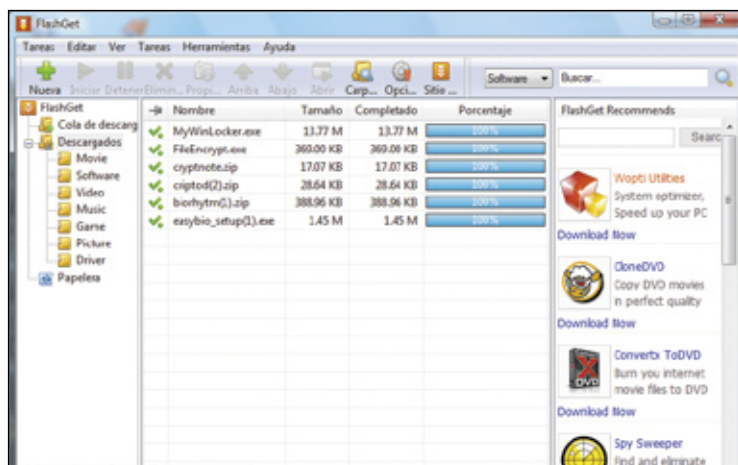 FlashGet
Tareas Editar Ver Tareas Herramientas Ayuda
Nueva Iniciar Detener Elimin... Propi... Arriba Abajo Abrir Carp... Opci... Sitio ...
Software
Buscar...
FlashGet
Cola de descarg
Descargados
Movie
Software
Video
Music
Game
Picture
Driver
Papelera
Nombre Tamaño Completado Porcentaje
MyWinLocker.exe 13.77 M 13.77 M 100%
FileEncrypt.exe 360.00 KB 360.00 KB 100%
cryptnote.zip 17.07 KB 17.07 KB 100%
criptod(2).zip 28.64 KB 28.64 KB 100%
biorhytm(1).zip 388.96 KB 388.96 KB 100%
easybio_setup(1).exe 1.45 M 1.45 M 100%
FlashGet Recommends
Searc
Wopti Utilities
System optimizer,
Speed up your PC
Download Now
CloneDVD
Copy DVD movies
in perfect quality
Download Now
DVD
ConvertX ToDVD
Burn you internet
movie files to DVD
Download Now
Spy Sweeper
Find and eliminate